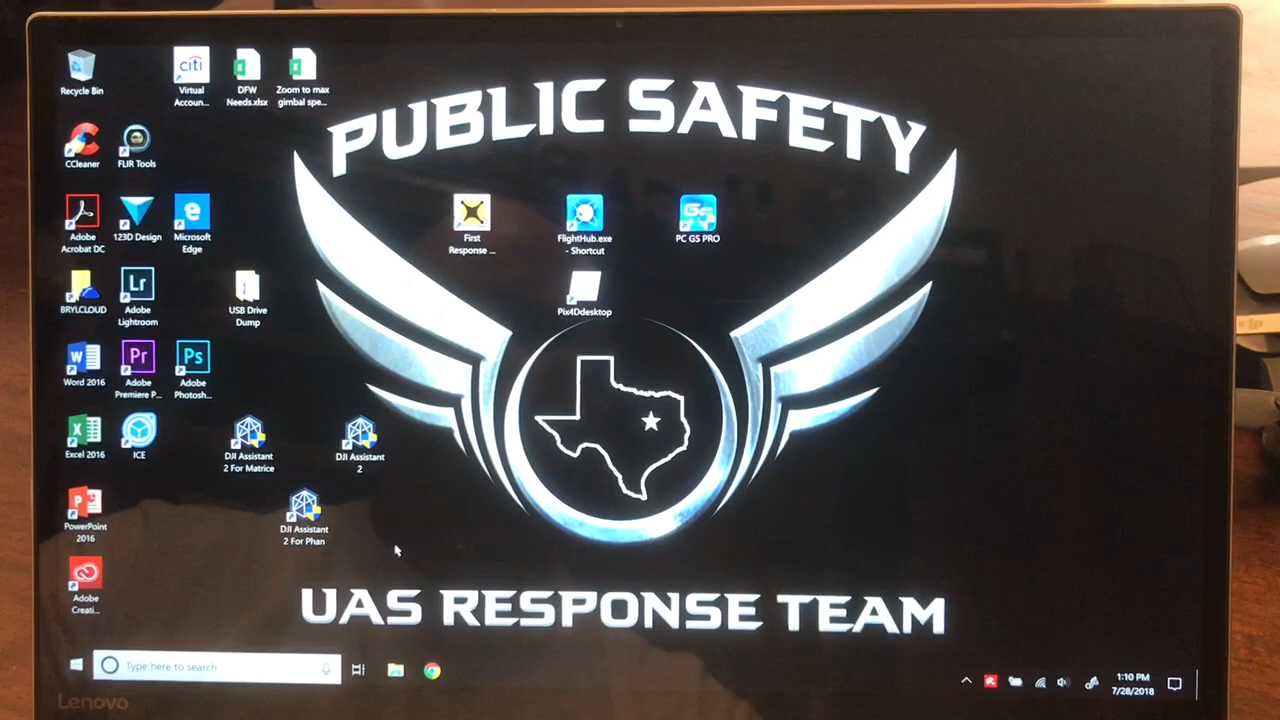 Recycle Bin
citi
Virtual
Accoun...
DFW
Needs.xlsx
Zoom to max
gimbal spe...
PUBLIC SAFETY
CCleaner
FLIR Tools
Adobe
Acrobat DC
123D Design
Microsoft
Edge
First
Response ...
FlightHub.exe
- Shortcut
GS
PC GS PRO
BRYLCLOUD
Lr
Adobe
Lightroom
USB Drive
Dump
Pix4Ddesktop
Word 2016
Pr
Adobe
Premiere P...
Ps
Adobe
Photosh...
Excel 2016
ICE
DJI Assistant
2 For Matrice
DJI Assistant
2
PowerPoint
2016
DJI Assistant
2 For Phan
Adobe
Creati...
UAS RESPONSE TEAM
Type here to search
1:10 PM
7/28/2018
Lenovo